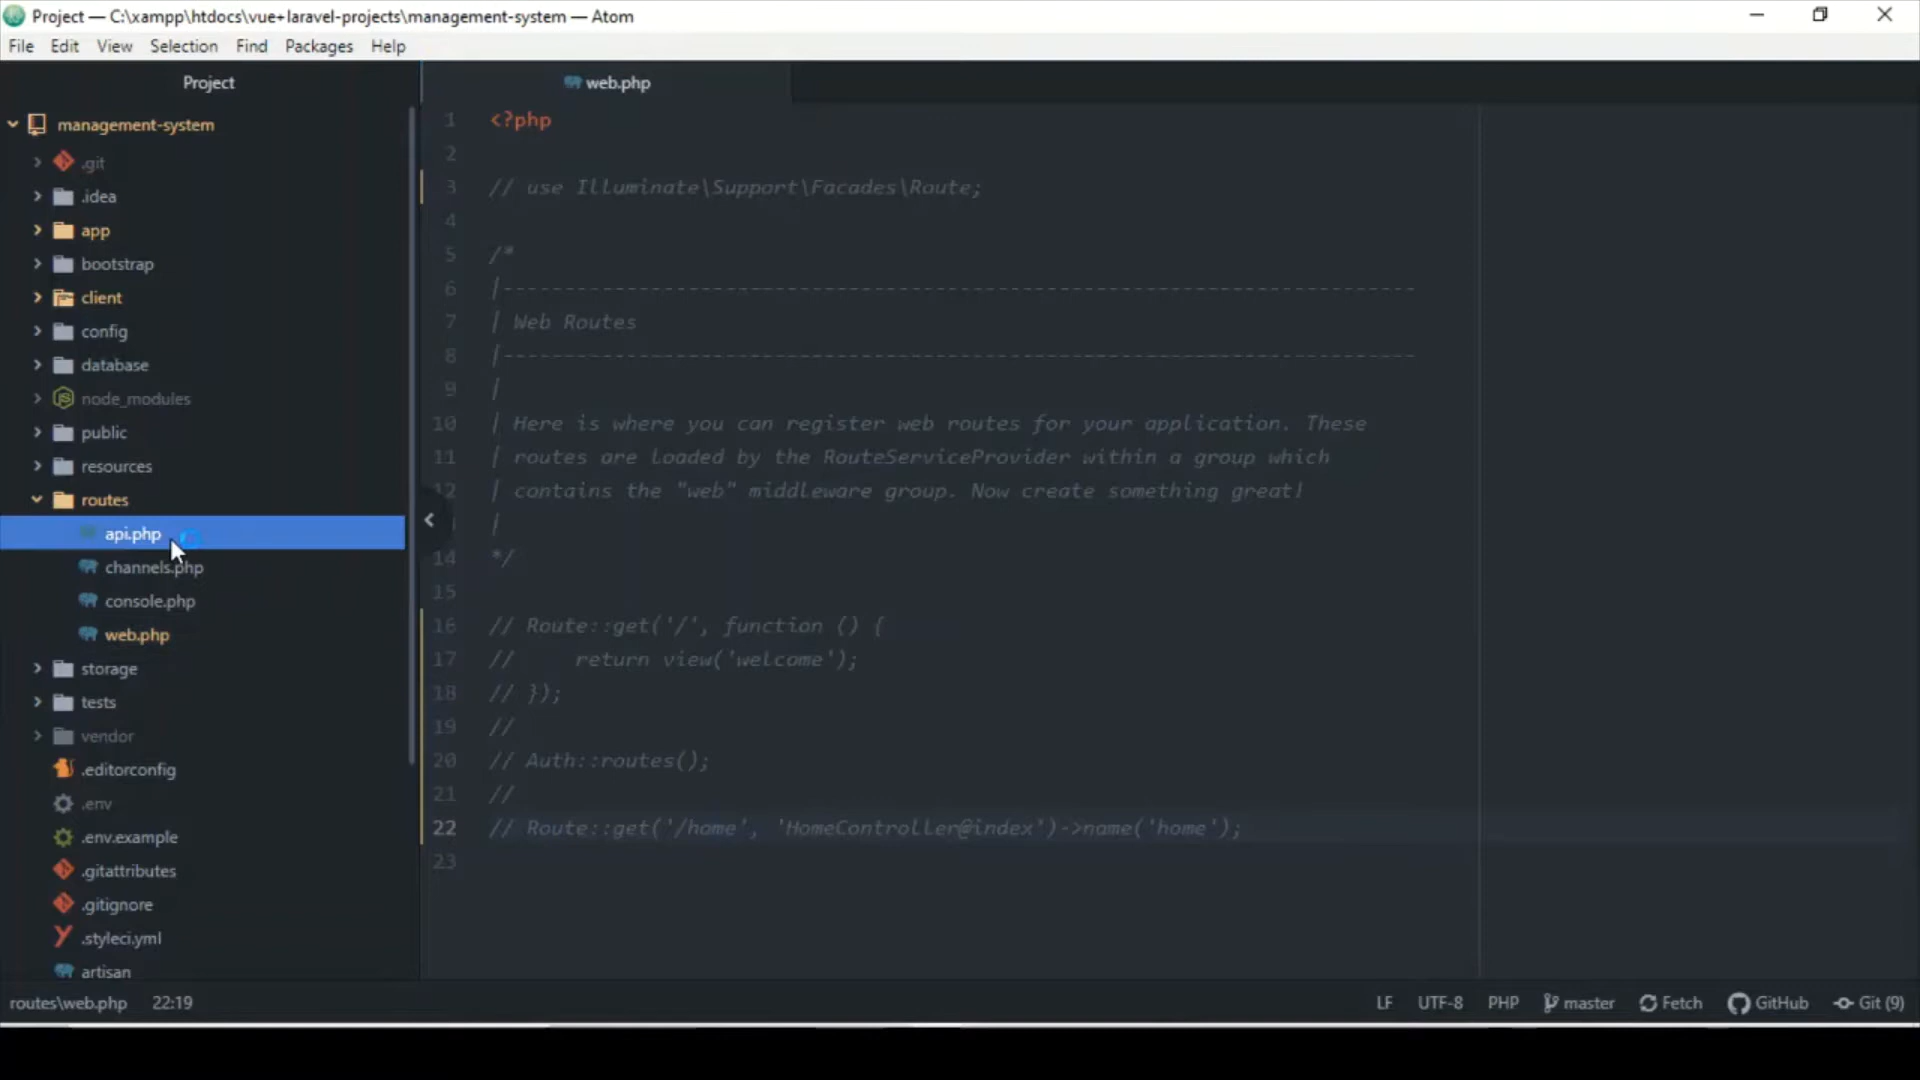 Project — C:\xampp\htdocs\vue+laravel-projects\management-system — Atom
File Edit View Selection Find Packages Help
Project
management-system
.git
.idea
app
bootstrap
client
config
database
node_modules
public
resources
routes
api.php
channels.php
console.php
web.php
storage
tests
vendor
.editorconfig
.env
.env.example
.gitattributes
.gitignore
.styleci.yml
artisan
web.php
1 <?php
2
3 // use Illuminate\Support\Facades\Route;
4
5 /*
6 |--------------------------------------------------------------------------
7 | Web Routes
8 |--------------------------------------------------------------------------
9 |
10 | Here is where you can register web routes for your application. These
11 | routes are loaded by the RouteServiceProvider within a group which
12 | contains the "web" middleware group. Now create something great!
|
14 */
15
16 // Route::get('/', function () {
17 //     return view('welcome');
18 // });
19 //
20 // Auth::routes();
21 //
22 // Route::get('/home', 'HomeController@index')->name('home');
23
routes\web.php 22:19 LF UTF-8 PHP master Fetch GitHub Git (9)